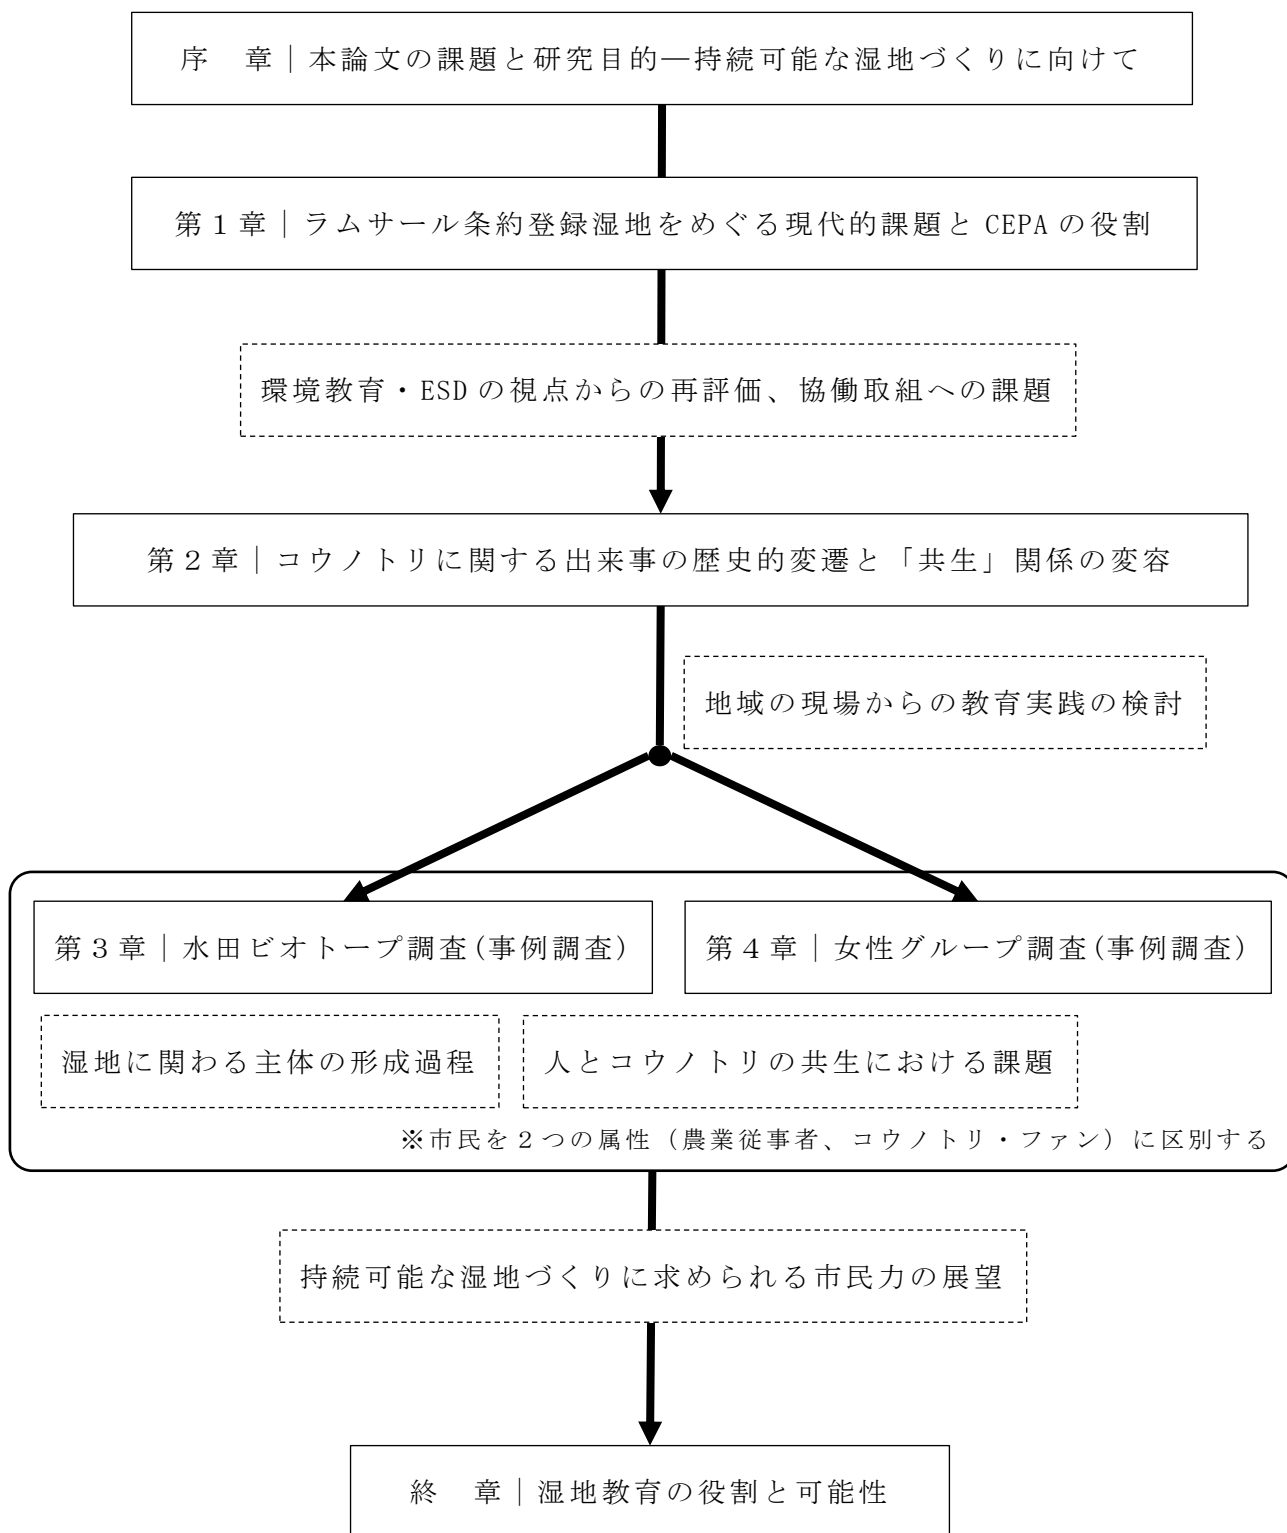 序　章｜本論文の課題と研究目的―持続可能な湿地づくりに向けて
第１章｜ラムサール条約登録湿地をめぐる現代的課題と CEPA の役割
環境教育・ESD の視点からの再評価、協働取組への課題
第２章｜コウノトリに関する出来事の歴史的変遷と「共生」関係の変容
地域の現場からの教育実践の検討
第３章｜水田ビオトープ調査(事例調査)
第４章｜女性グループ調査(事例調査)
湿地に関わる主体の形成過程
人とコウノトリの共生における課題
※市民を２つの属性（農業従事者、コウノトリ・ファン）に区別する
持続可能な湿地づくりに求められる市民力の展望
終　章｜湿地教育の役割と可能性